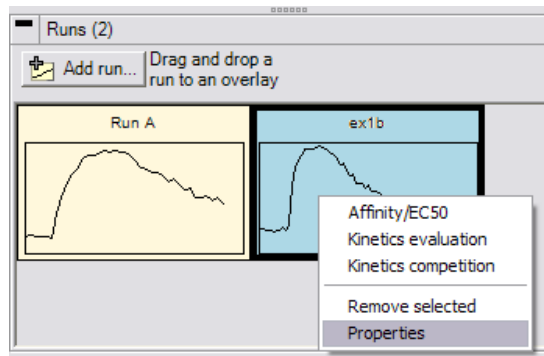 Runs (2)
Add run...
Drag and drop a
run to an overlay
Run A
ex1b
Affinity/EC50
Kinetics evaluation
Kinetics competition
Remove selected
Properties